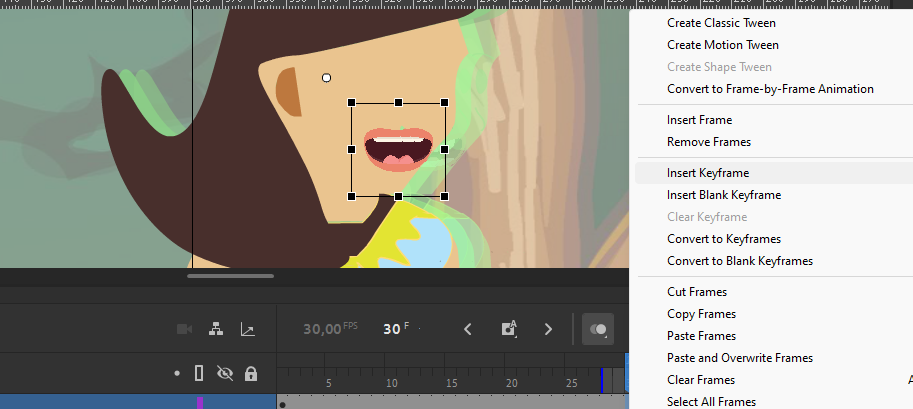 Create Classic Tween
Create Motion Tween
Create Shape Tween
Convert to Frame-by-Frame Animation
Insert Frame
Remove Frames
Insert Keyframe
Insert Blank Keyframe
Clear Keyframe
Convert to Keyframes
Convert to Blank Keyframes
Cut Frames
Copy Frames
Paste Frames
Paste and Overwrite Frames
Clear Frames A
Select All Frames
30,00 FPS 30 F
A
5 10 15 20 25